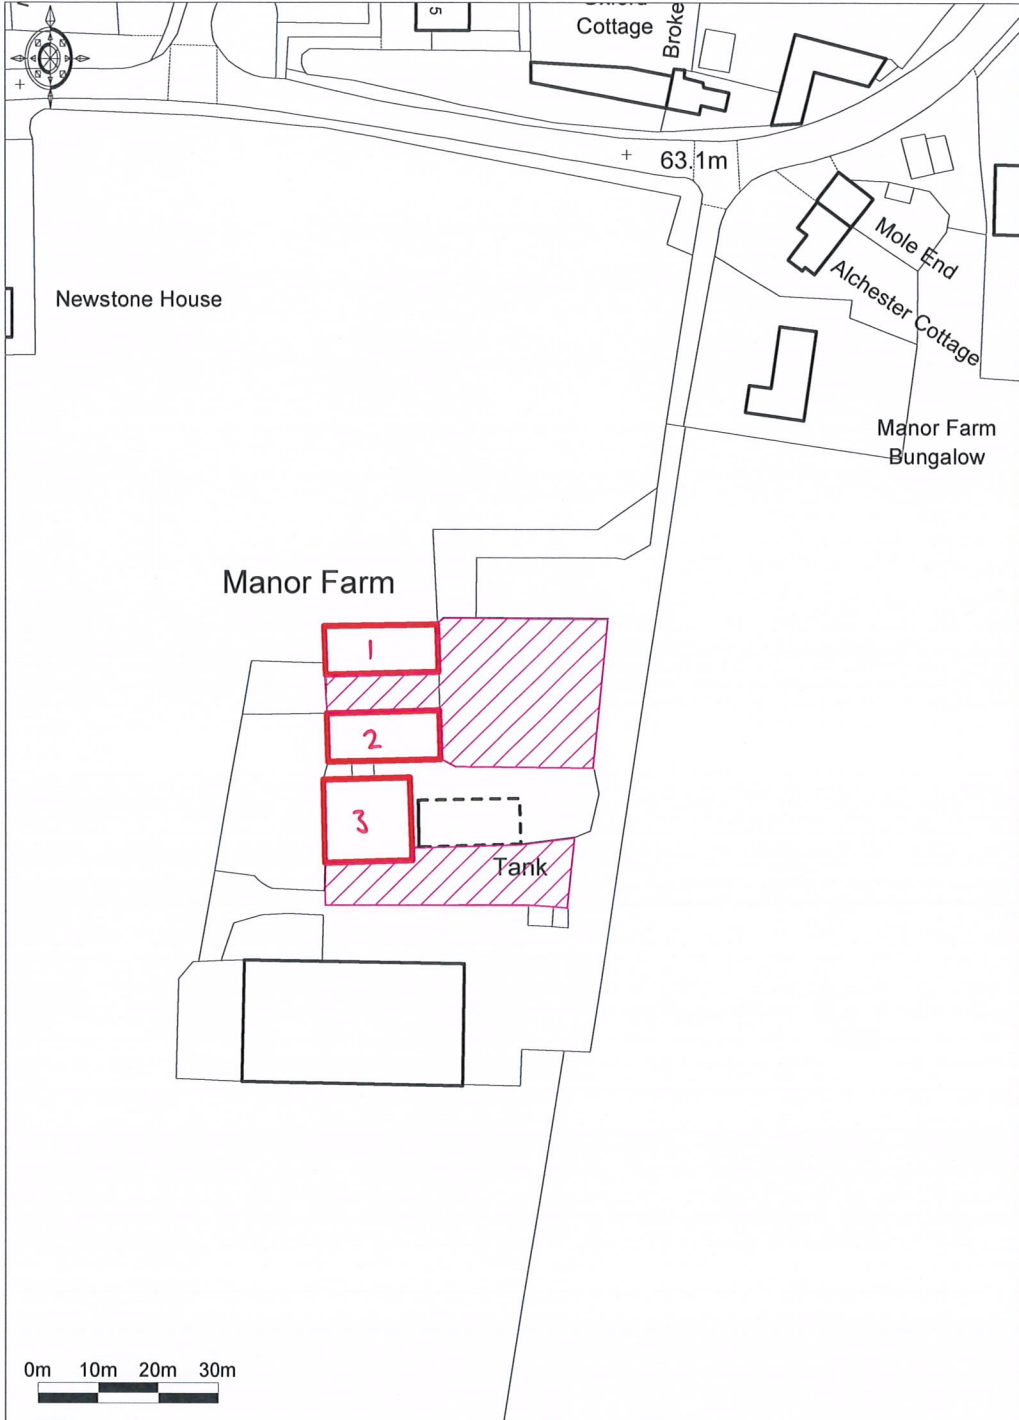 5
Cottage
Broke
63.1m
Mole End
Alchester Cottage
Newstone House
Manor Farm
Bungalow
Manor Farm
1
2
3
Tank
0m 10m 20m 30m